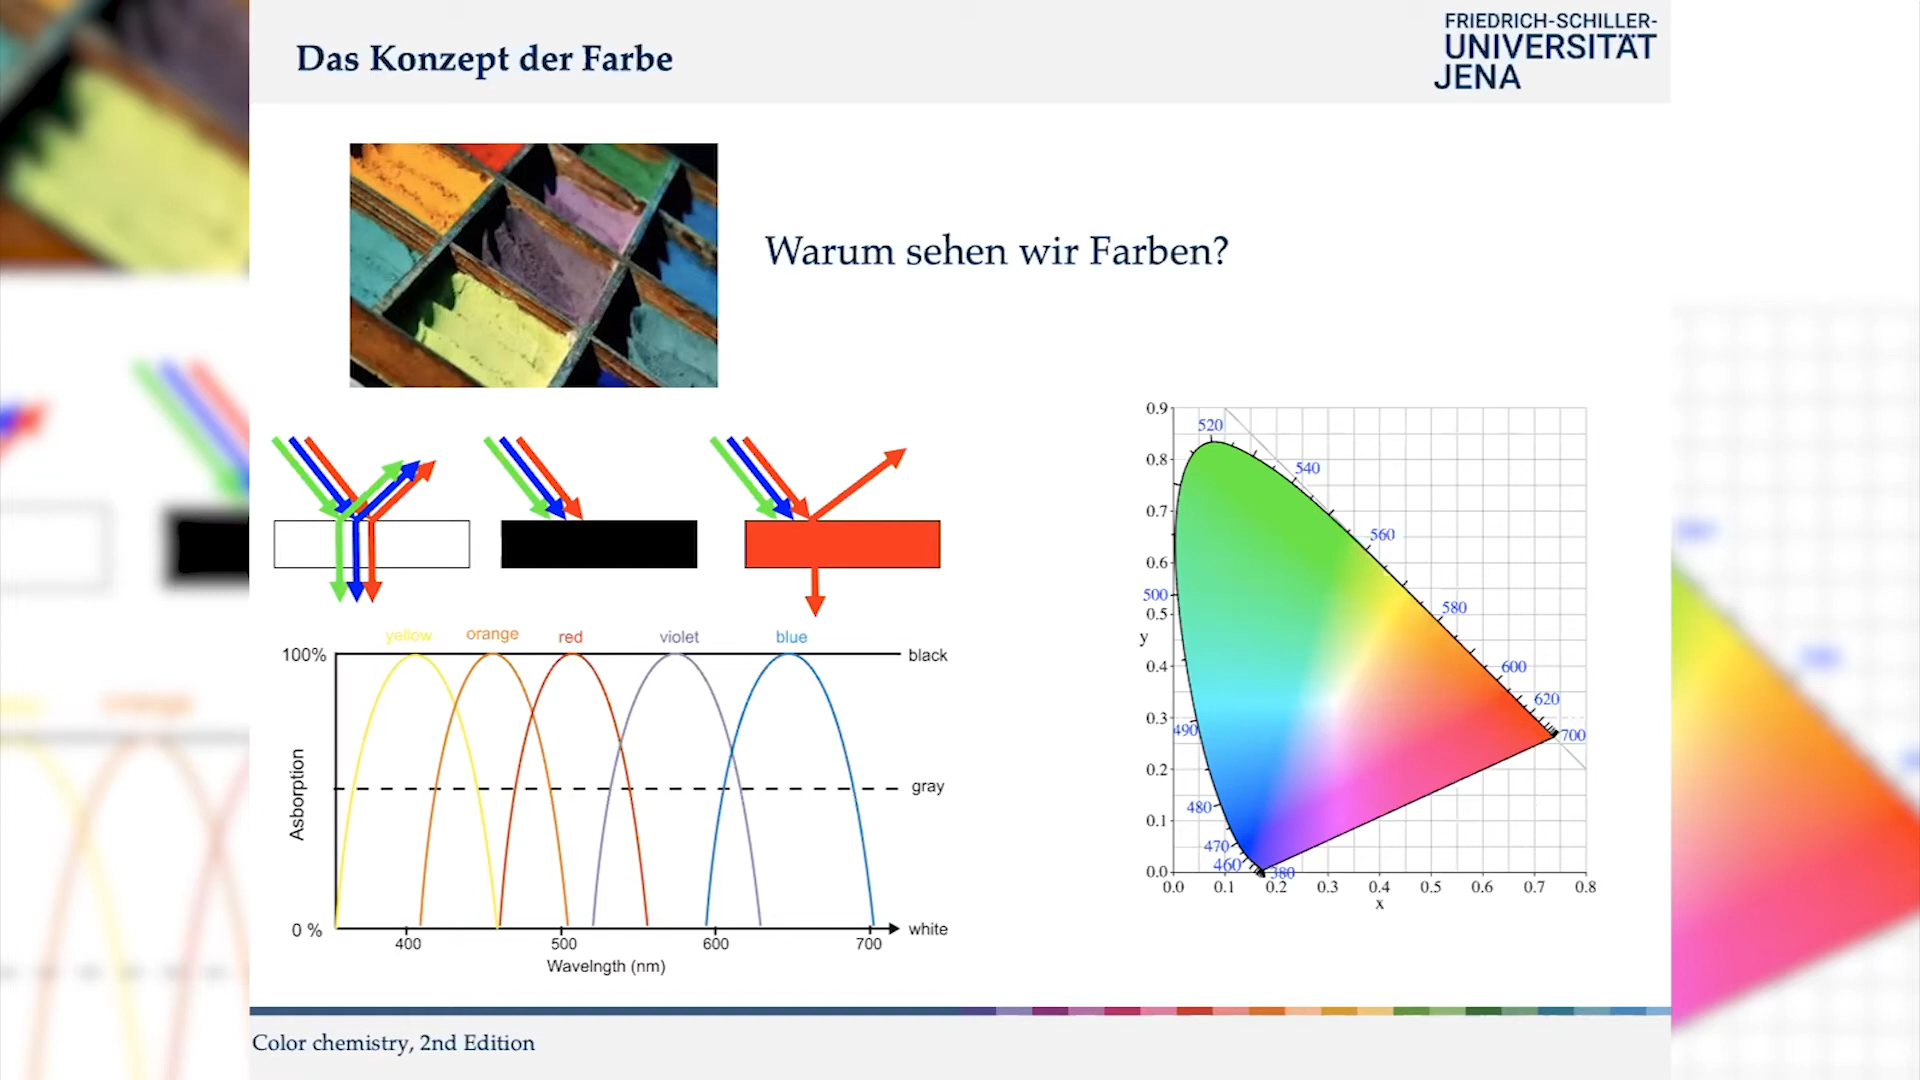 Das Konzept der Farbe
FRIEDRICH-SCHILLER-
UNIVERSITÄT
JENA
Warum sehen wir Farben?
yellow
orange
red
violet
blue
100%
black
gray
Asborption
0 %
white
400
500
600
700
Wavelngth (nm)
0.9
0.8
0.7
0.6
0.5
y
0.4
0.3
0.2
0.1
0.0
520
540
560
500
580
600
620
490
700
480
470
460
380
0.0
0.1
0.2
0.3
0.4
0.5
0.6
0.7
0.8
x
Color chemistry, 2nd Edition